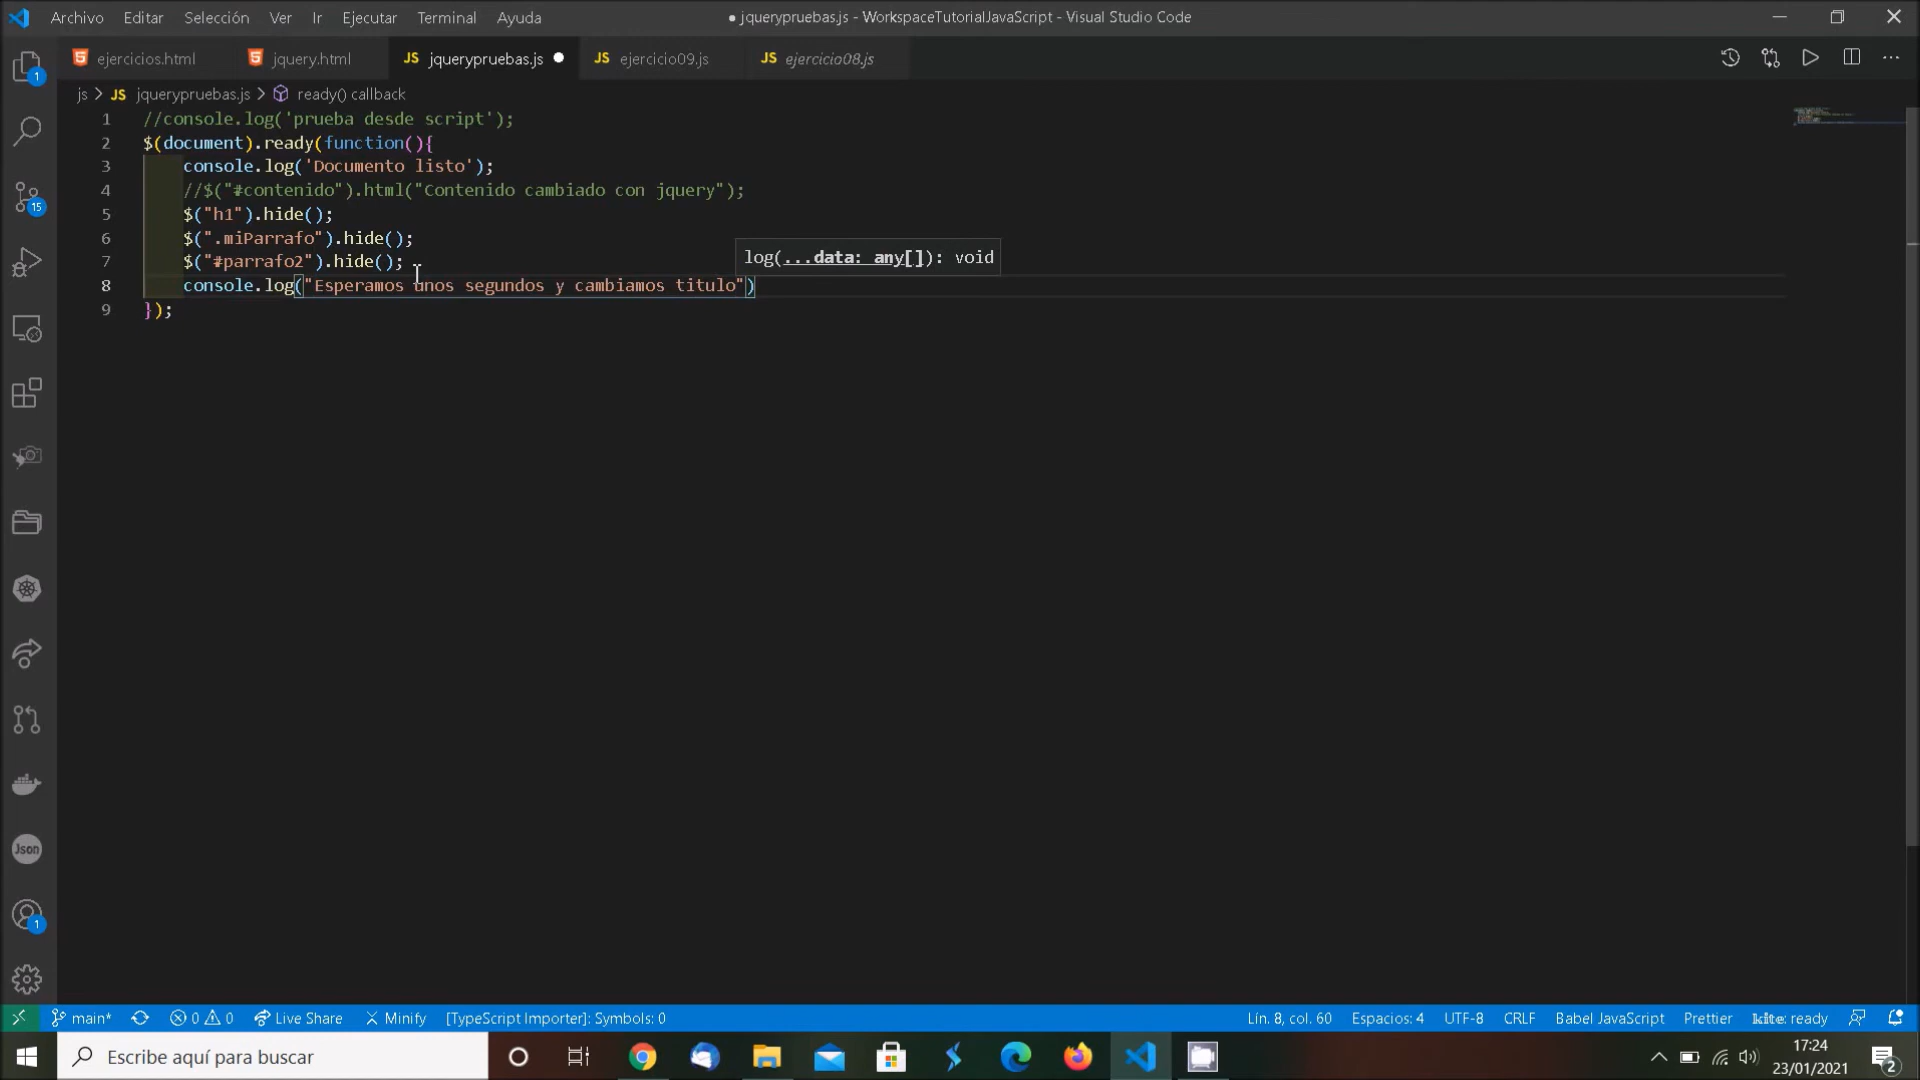 Archivo Editar Selección Ver Ir Ejecutar Terminal Ayuda
● jquerypruebas.js - WorkspaceTutorialJavaScript - Visual Studio Code
ejercicios.html jquery.html JS jquerypruebas.js ● JS ejercicio09.js JS ejercicio08.js
js > JS jquerypruebas.js > ready() callback
1 //console.log('prueba desde script');
2 $(document).ready(function(){
3 console.log('Documento listo');
4 //$("#contenido").html("Contenido cambiado con jquery");
5 $("h1").hide();
6 $(".miParrafo").hide();
log(...data: any[]): void
7 $("#parrafo2").hide();
8 console.log("Esperamos unos segundos y cambiamos titulo")
9 });
1
15
Json
1
main* 0 0 Live Share Minify [TypeScript Importer]: Symbols: 0
Lín. 8, col. 60 Espacios: 4 UTF-8 CRLF Babel JavaScript Prettier kite: ready
Escribe aquí para buscar
17:24
23/01/2021
2